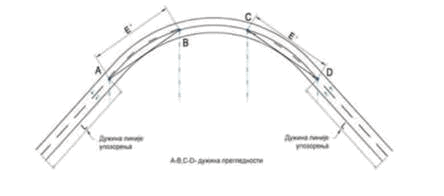 E'
C
A
B
E'
D
Дужина линије
упозорења
Дужина линије
упозорења
A-B,C-D- дужина прегледности